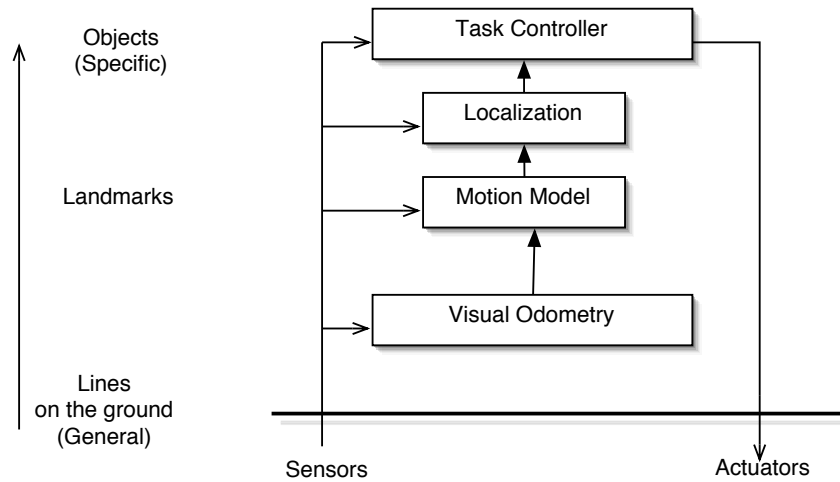 Task Controller
Objects
(Specific)
Localization
Landmarks
Motion Model
Visual Odometry
Lines
on the ground
(General)
Sensors
Actuators